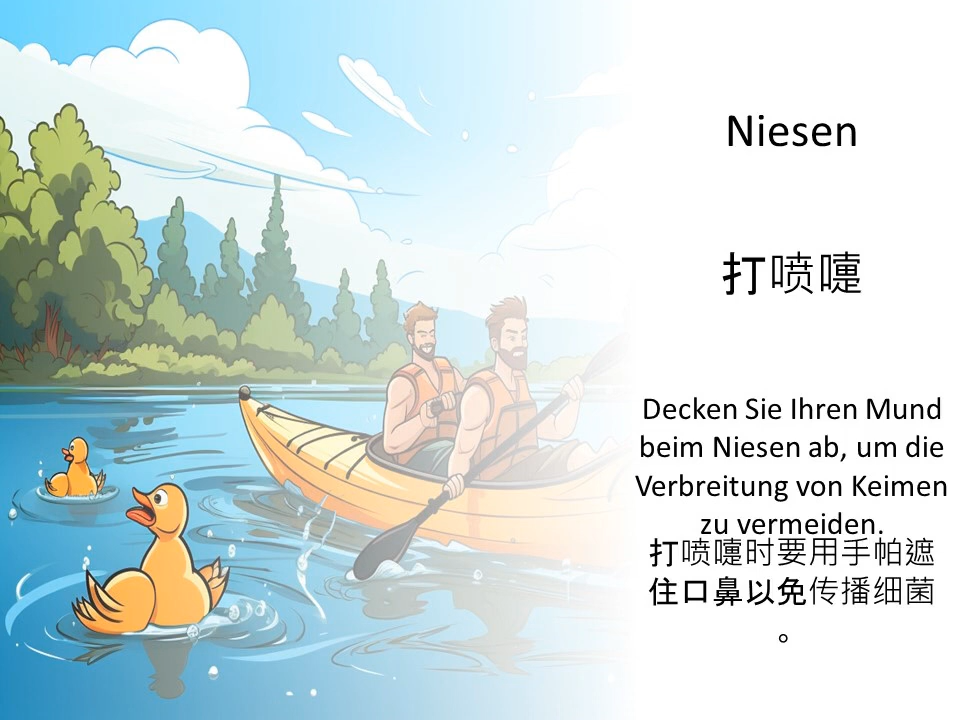 Niesen
打喷嚏
Decken Sie Ihren Mund
beim Niesen ab, um die
Verbreitung von Keimen
zu vermeiden.
打喷嚏时要用手帕遮
住口鼻以免传播细菌
。